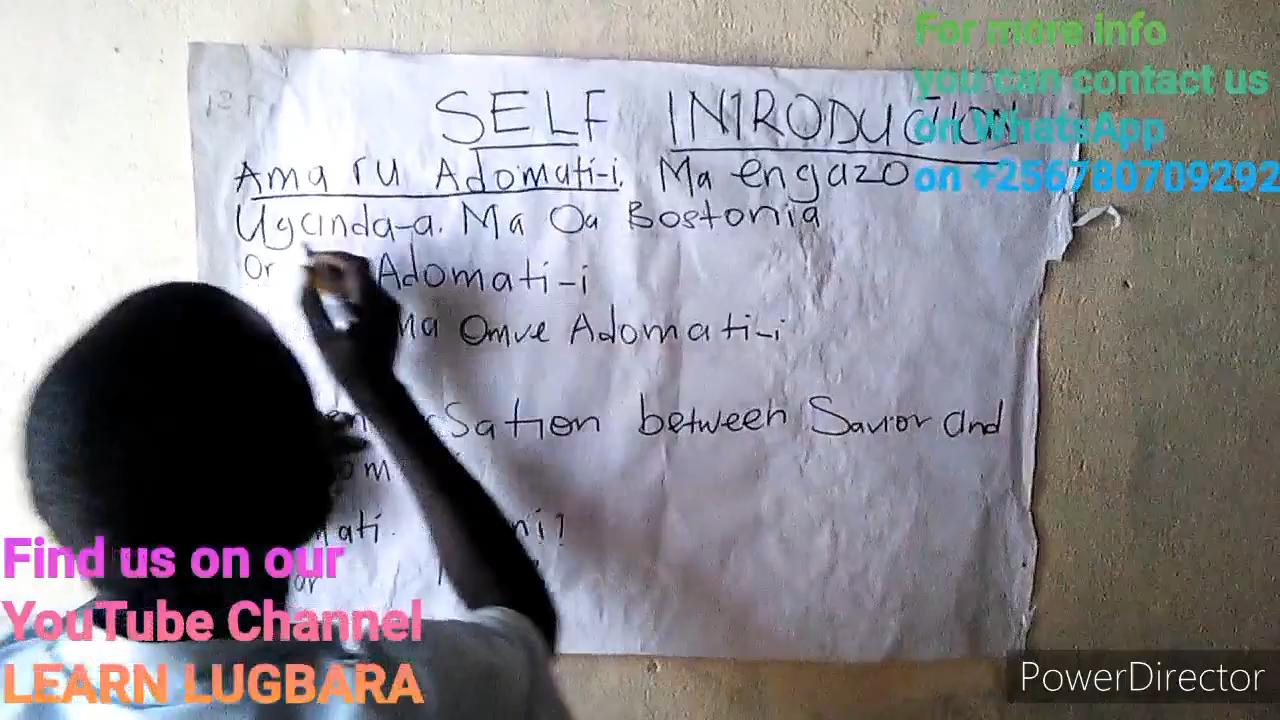 SELF INTRODUCTION
Ama ru Adomati-i. Ma engazo
Uganda-a. Ma Oa Bostonia
Or Adomati-i
Ma Omve Adomati-i
Sation between Savior and
For more info
you can contact us
on WhatsApp
on +256780709292
Find us on our
YouTube Channel
LEARN LUGBARA
PowerDirector